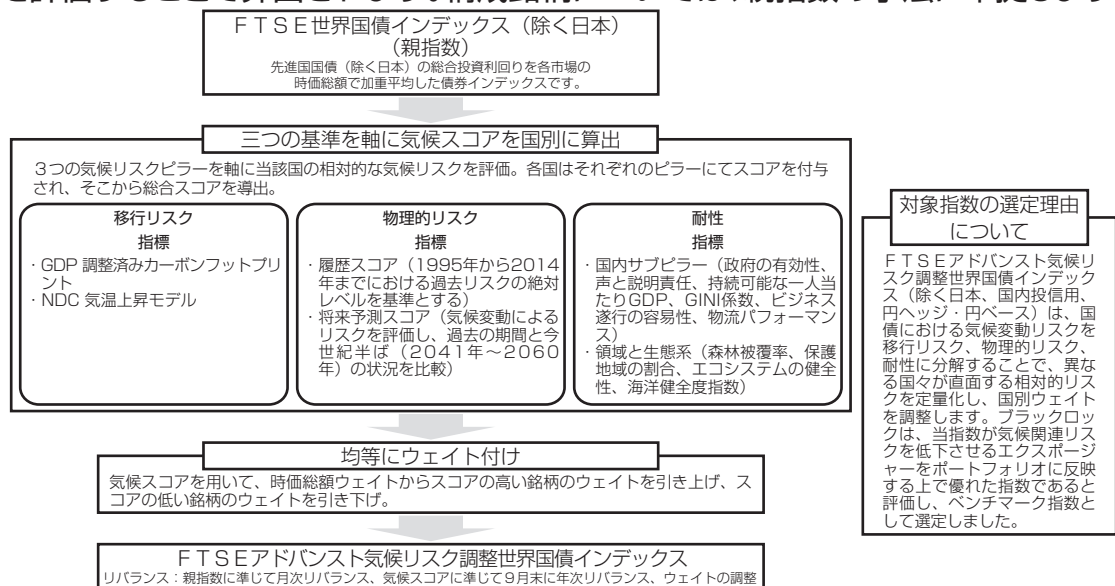 ＦＴＳＥ世界国債インデックス（除く日本）
（親指数）
先進国国債（除く日本）の総合投資利回りを各市場の
時価総額で加重平均した債券インデックスです。
三つの基準を軸に気候スコアを国別に算出
３つの気候リスクピラーを軸に当該国の相対的な気候リスクを評価。各国はそれぞれのピラーにてスコアを付与
され、そこから総合スコアを導出。
移行リスク
指標
・GDP 調整済みカーボンフットプリ
ント
・NDC 気温上昇モデル
物理的リスク
指標
・履歴スコア（1995年から2014
年までにおける過去リスクの絶対
レベルを基準とする）
・将来予測スコア（気候変動による
リスクを評価し、過去の期間と今
世紀半ば（2041年～2060
年）の状況を比較）
耐性
指標
・国内サブピラー（政府の有効性、
声と説明責任、持続可能な一人当
たりGDP、GINI係数、ビジネス
遂行の容易性、物流パフォーマン
ス）
・領域と生態系（森林被覆率、保護
地域の割合、エコシステムの健全
性、海洋健全度指数）
均等にウェイト付け
気候スコアを用いて、時価総額ウェイトからスコアの高い銘柄のウェイトを引き上げ、ス
コアの低い銘柄のウェイトを引き下げ。
ＦＴＳＥアドバンスト気候リスク調整世界国債インデックス
リバランス：親指数に準じて月次リバランス、気候スコアに準じて９月末に年次リバランス、ウェイトの調整
対象指数の選定理由
について
ＦＴＳＥアドバンスト気候リ
スク調整世界国債インデック
ス（除く日本、国内投信用、
円ヘッジ・円ベース）は、国
債における気候変動リスクを
移行リスク、物理的リスク、
耐性に分解することで、異な
る国々が直面する相対的リス
クを定量化し、国別ウェイト
を調整します。ブラックロッ
クは、当指数が気候関連リス
クを低下させるエクスポージ
ャーをポートフォリオに反映
する上で優れた指数であると
評価し、ベンチマーク指数と
して選定しました。